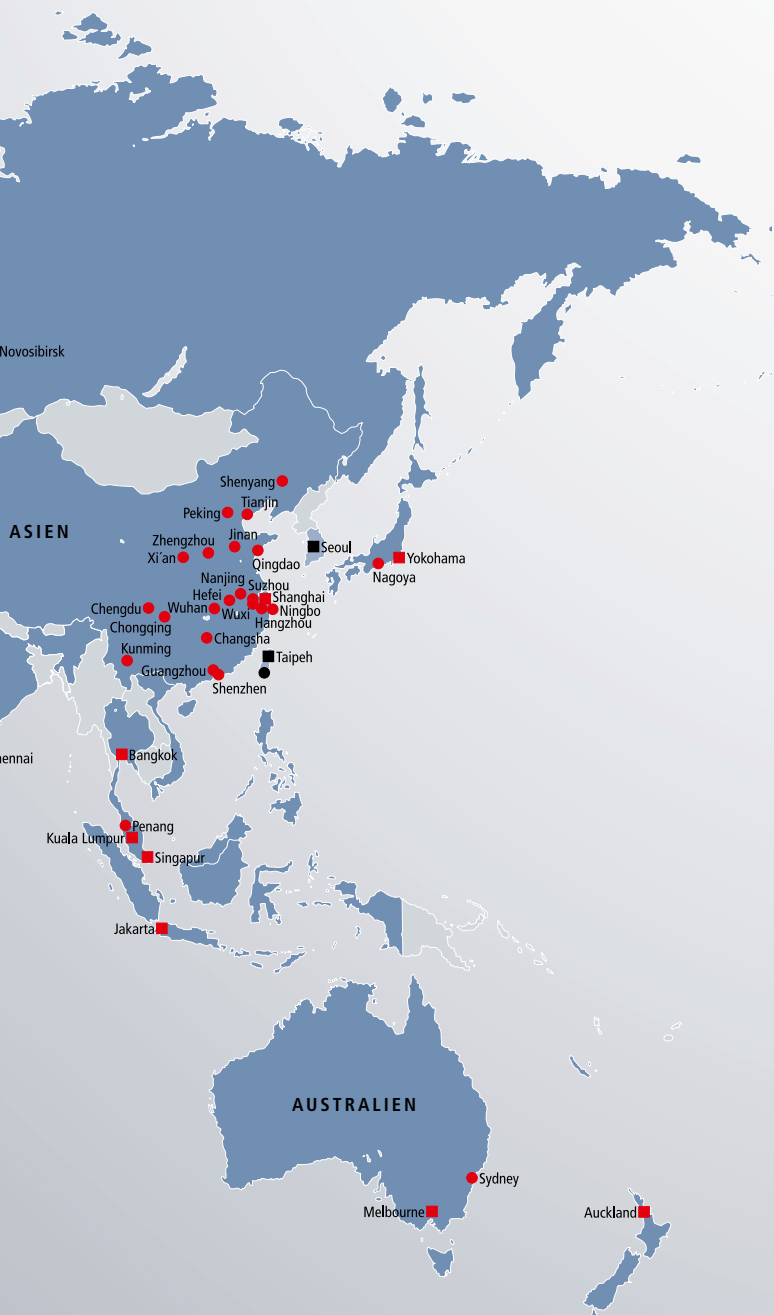 Novosibirsk
Shenyang
Tianjin
Peking
ASIEN
Jinan
Zhengzhou
Seoul
Xi´an
Yokohama
Qingdao
Nagoya
Nanjing
Suzhou
Hefei
Shanghai
Chengdu
Wuhan
Wuxi
Ningbo
Hangzhou
Chongqing
Changsha
Kunming
Taipeh
Guangzhou
Shenzhen
Bangkok
ennai
Penang
Kuala Lumpur
Singapur
Jakarta
AUSTRALIEN
Sydney
Melbourne
Auckland